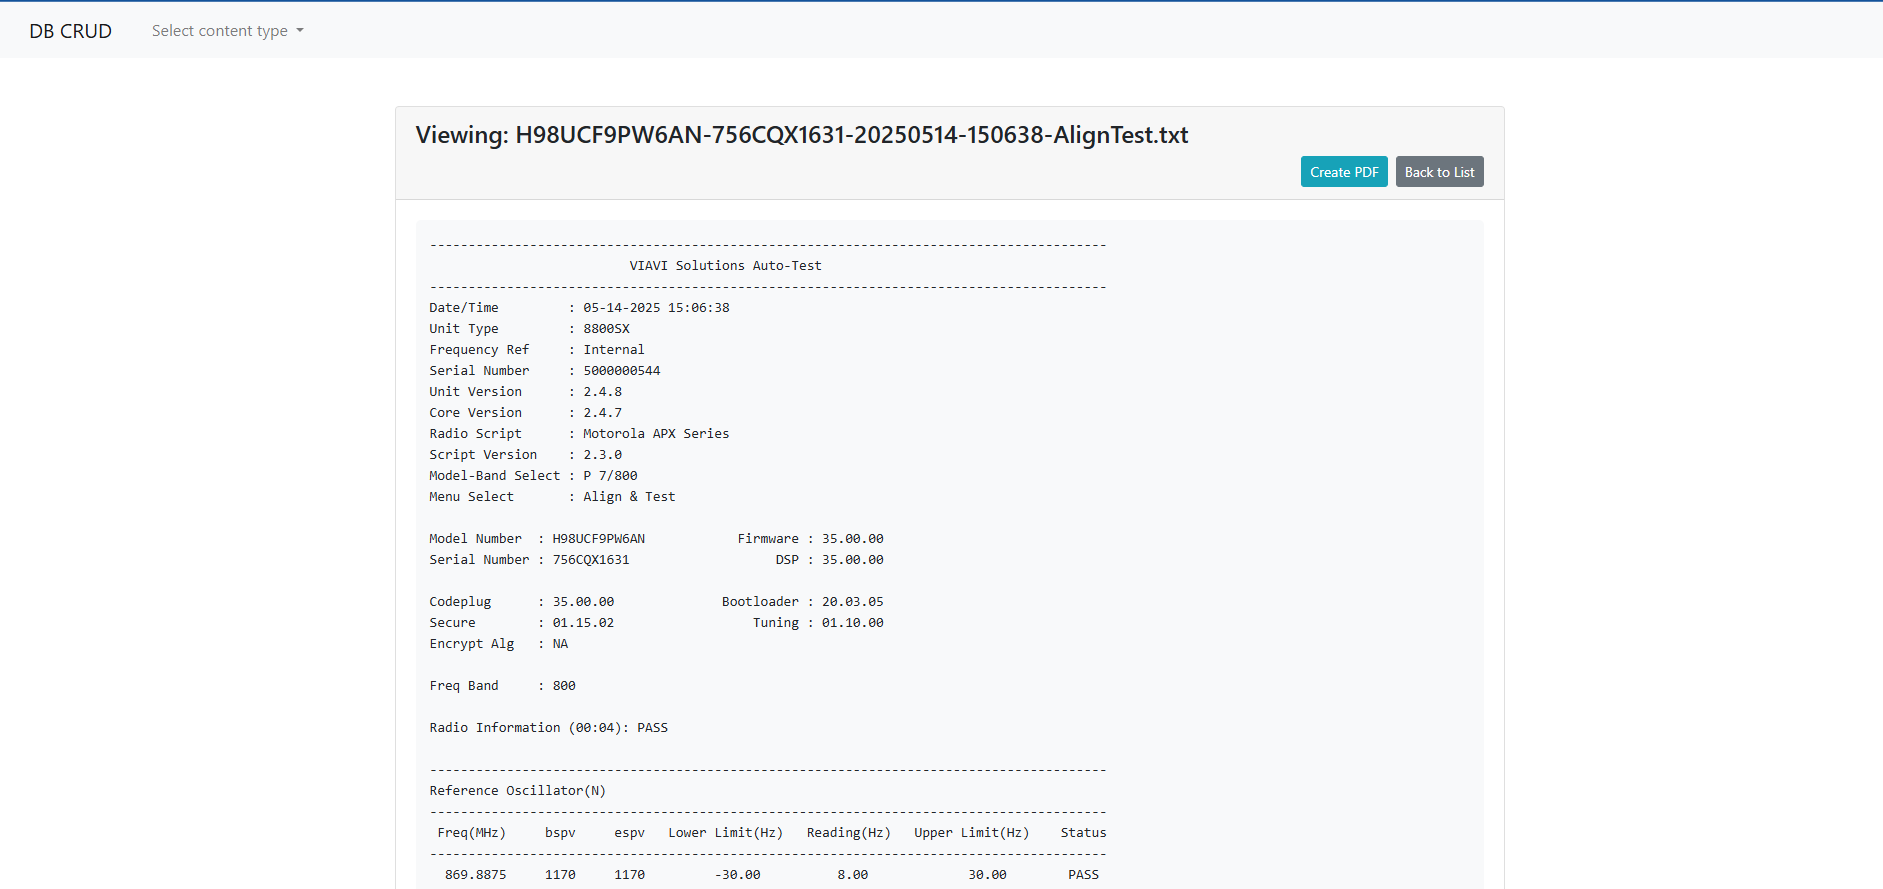 DB CRUD Select content type
Viewing: H98UCF9PW6AN-756CQX1631-20250514-150638-AlignTest.txt
Create PDF Back to List
----------------------------------------------------------------------------------------
                          VIAVI Solutions Auto-Test
----------------------------------------------------------------------------------------
Date/Time         : 05-14-2025 15:06:38
Unit Type         : 8800SX
Frequency Ref     : Internal
Serial Number     : 5000000544
Unit Version      : 2.4.8
Core Version      : 2.4.7
Radio Script      : Motorola APX Series
Script Version    : 2.3.0
Model-Band Select : P 7/800
Menu Select       : Align & Test
Model Number  : H98UCF9PW6AN            Firmware : 35.00.00
Serial Number : 756CQX1631                   DSP : 35.00.00
Codeplug      : 35.00.00              Bootloader : 20.03.05
Secure        : 01.15.02                  Tuning : 01.10.00
Encrypt Alg   : NA
Freq Band     : 800
Radio Information (00:04): PASS
----------------------------------------------------------------------------------------
Reference Oscillator(N)
----------------------------------------------------------------------------------------
 Freq(MHz)     bspv     espv   Lower Limit(Hz)   Reading(Hz)   Upper Limit(Hz)    Status
----------------------------------------------------------------------------------------
  869.8875     1170     1170         -30.00          8.00             30.00        PASS